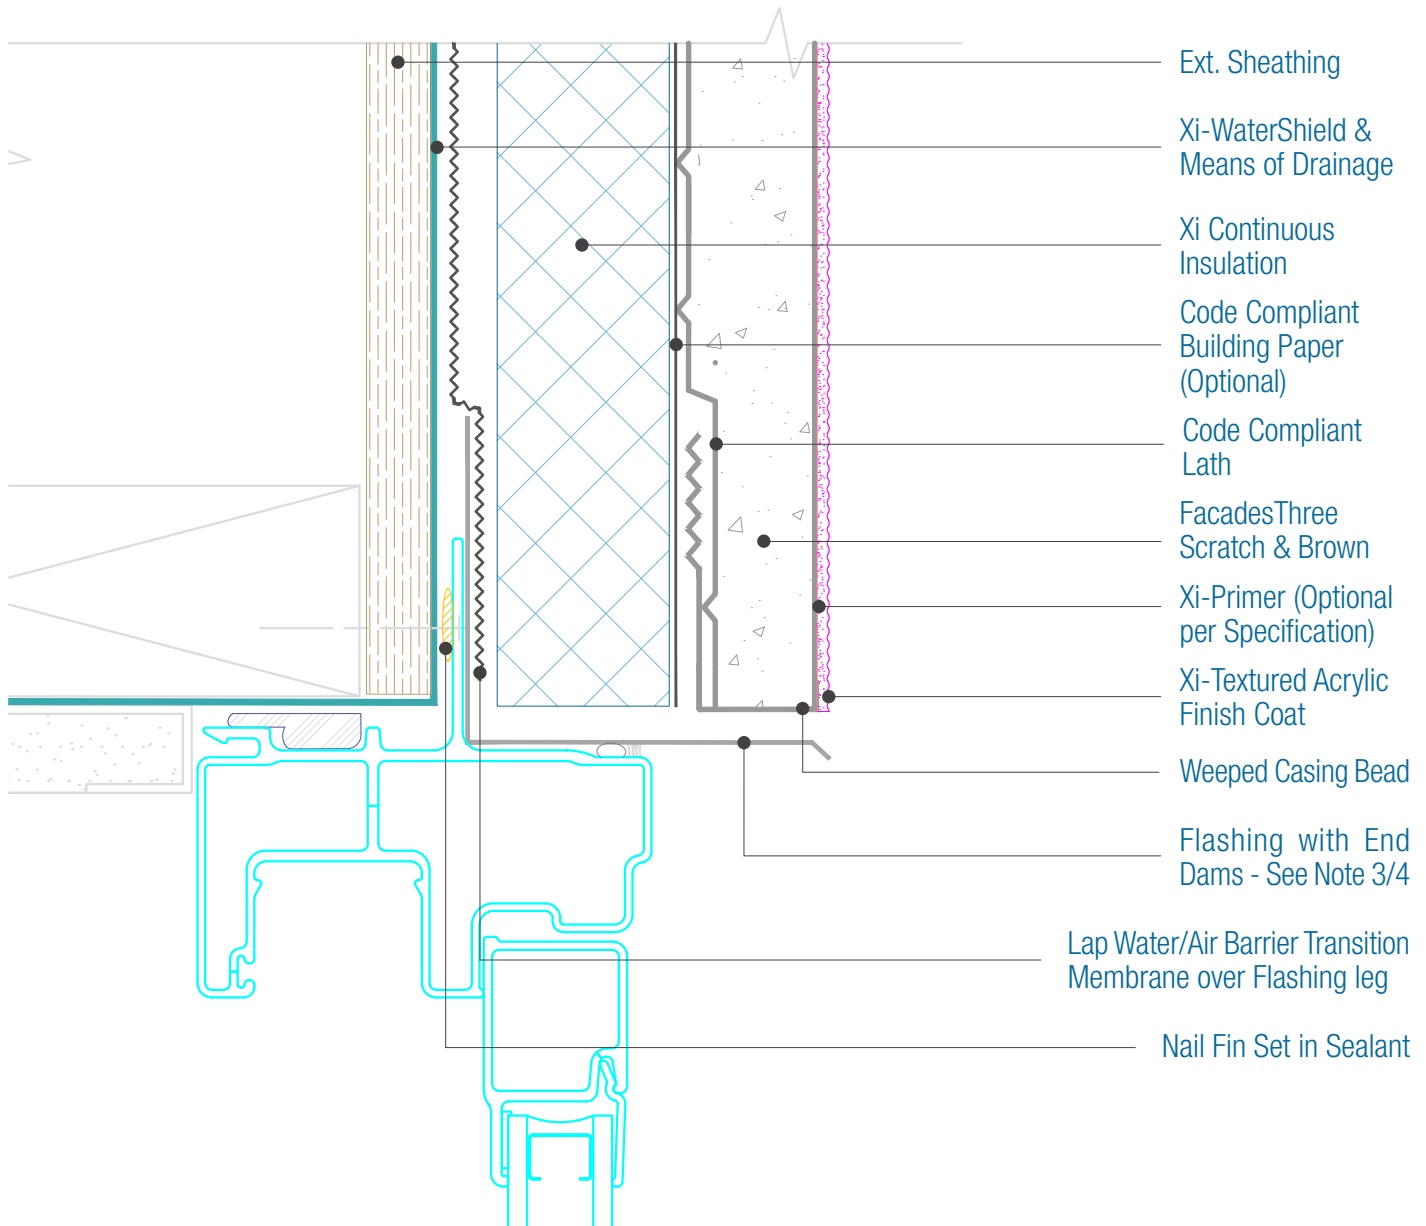 Ext. Sheathing
Xi-WaterShield &
Means of Drainage
Xi Continuous
Insulation
Code Compliant
Building Paper
(Optional)
Code Compliant
Lath
FacadesThree
Scratch & Brown
Xi-Primer (Optional
per Specification)
Xi-Textured Acrylic
Finish Coat
Weeped Casing Bead
Flashing with End
Dams - See Note 3/4
Lap Water/Air Barrier Transition
Membrane over Flashing leg
Nail Fin Set in Sealant